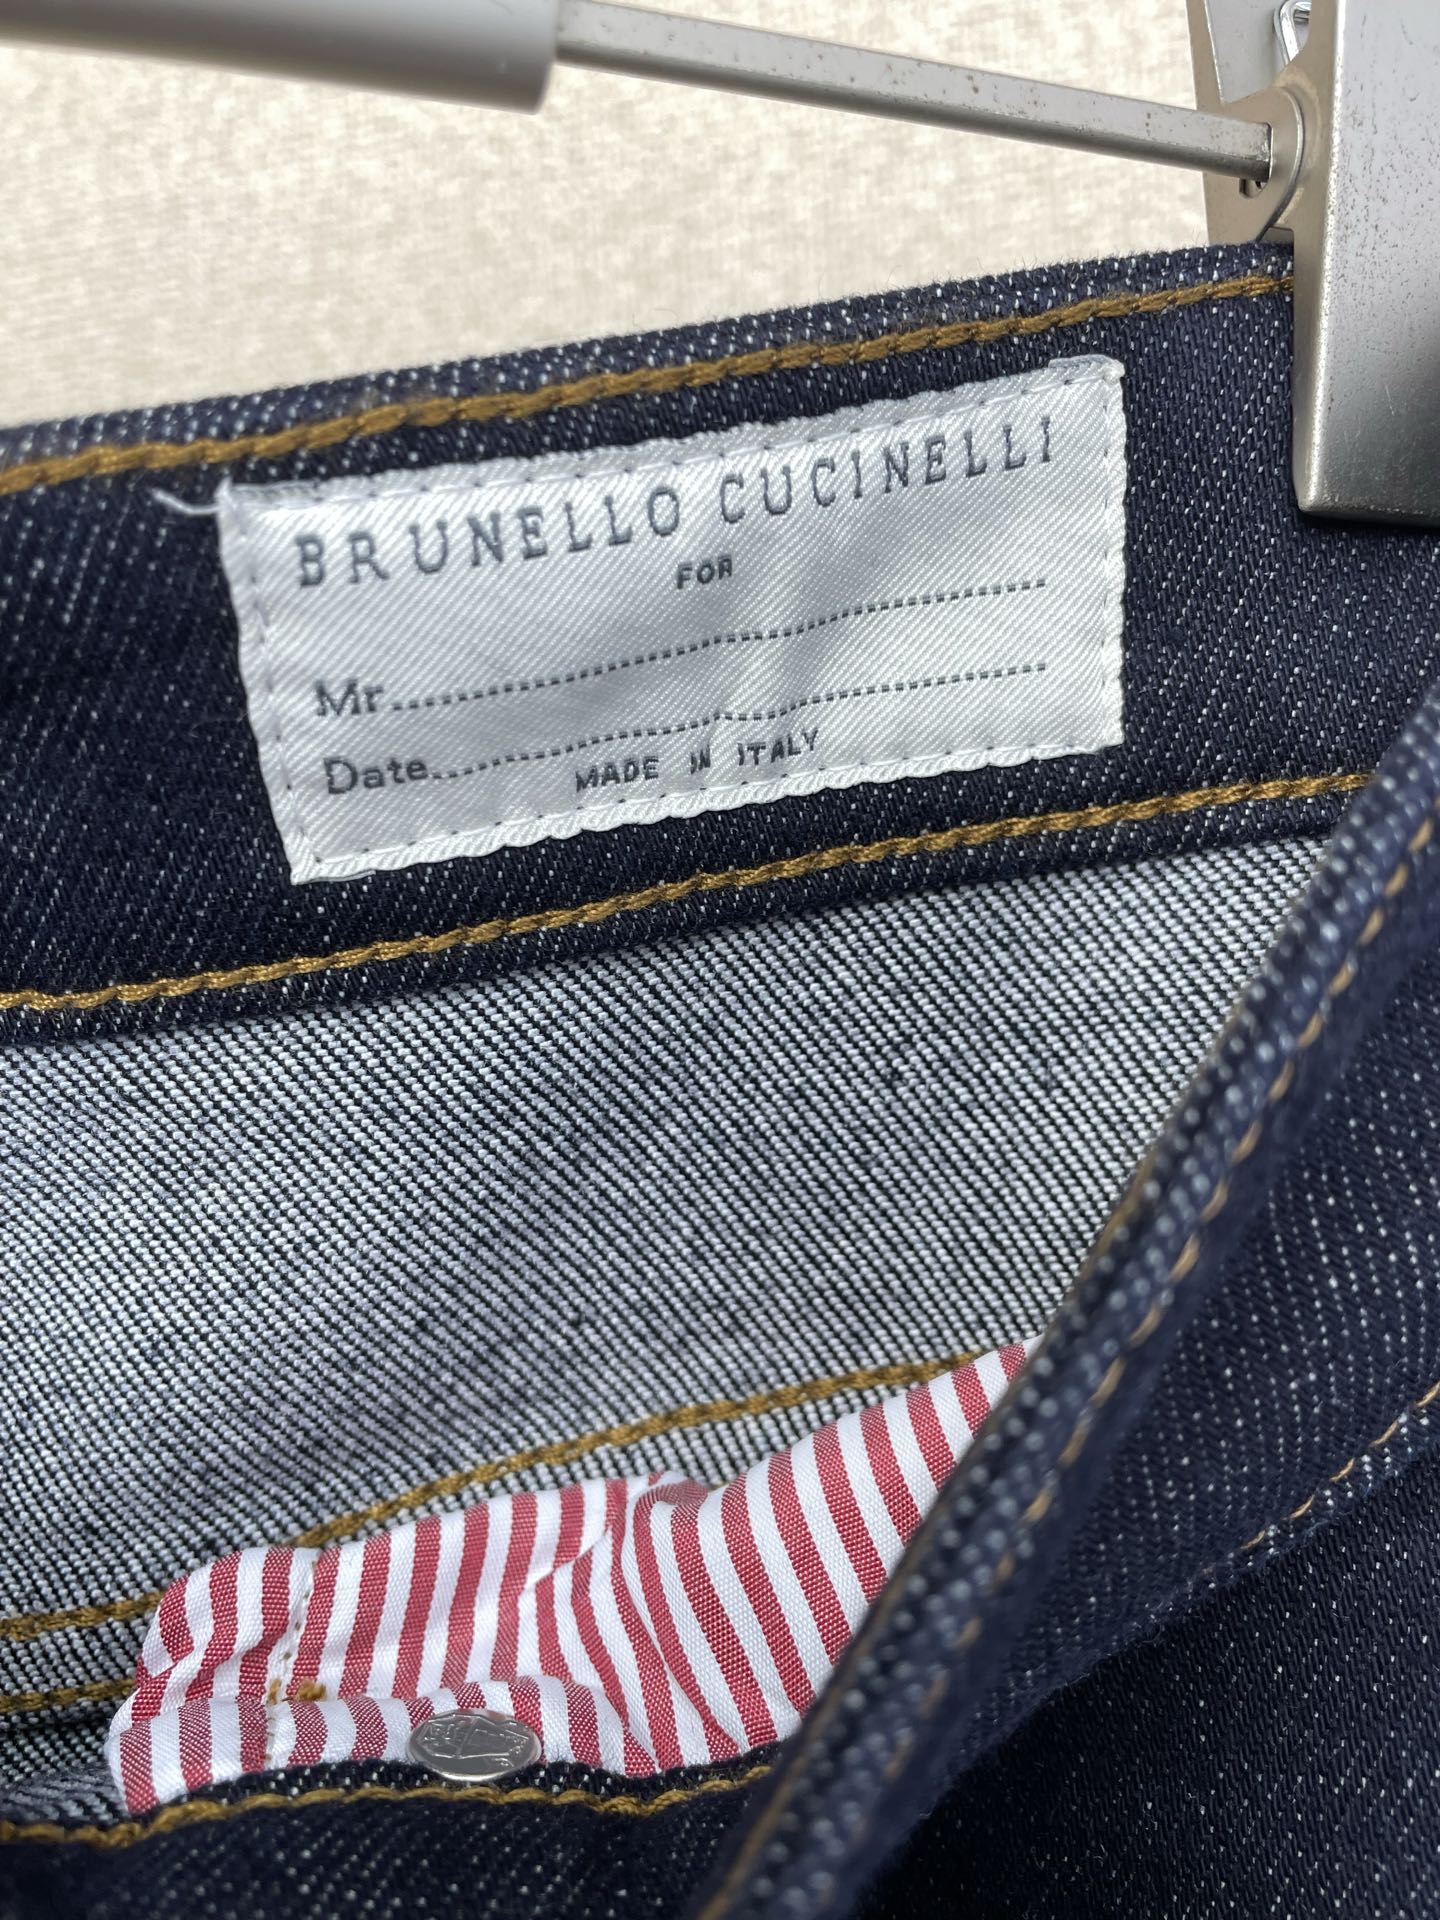 BRUNELLO CUCINELLI
FOR
Mr..............................
Date..............................
MADE IN ITALY